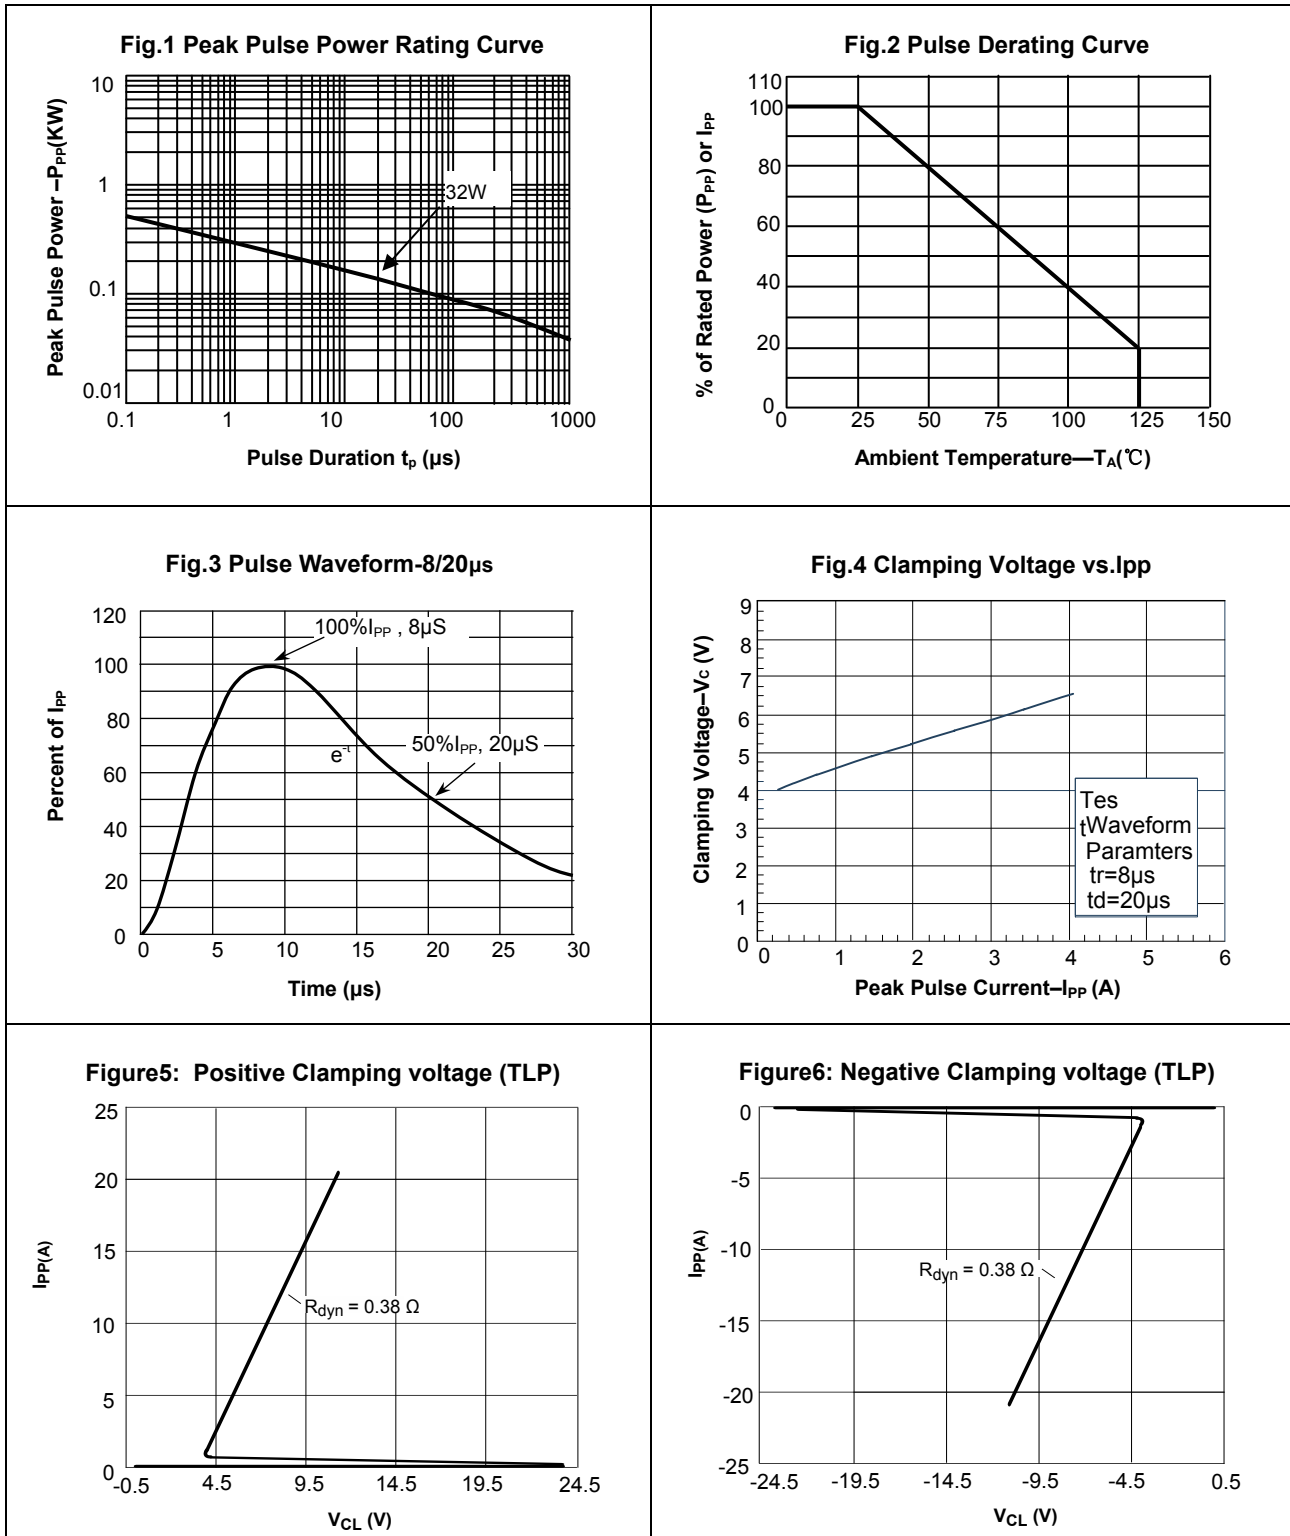 Fig.1 Peak Pulse Power Rating Curve
Peak Pulse Power –PPP(KW)
10
1
0.1
0.01
32W
0.1 1 10 100 1000
Pulse Duration tp (µs)
Fig.2 Pulse Derating Curve
% of Rated Power (PPP) or IPP
110
100
80
60
40
20
0
0 25 50 75 100 125 150
Ambient Temperature—TA(℃)
Fig.3 Pulse Waveform-8/20µs
Percent of IPP
120
100
80
60
40
20
0
100%IPP , 8µS
e-t
50%IPP, 20µS
0 5 10 15 20 25 30
Time (µs)
Fig.4 Clamping Voltage vs.Ipp
Clamping Voltage–VC (V)
9
8
7
6
5
4
3
2
1
0
Tes
tWaveform
Paramters
tr=8µs
td=20µs
0 1 2 3 4 5 6
Peak Pulse Current–IPP (A)
Figure5: Positive Clamping voltage (TLP)
IPP(A)
25
20
15
10
5
0
Rdyn = 0.38 Ω
-0.5 4.5 9.5 14.5 19.5 24.5
VCL (V)
Figure6: Negative Clamping voltage (TLP)
IPP(A)
0
-5
-10
-15
-20
-25
Rdyn = 0.38 Ω
-24.5 -19.5 -14.5 -9.5 -4.5 0.5
VCL (V)